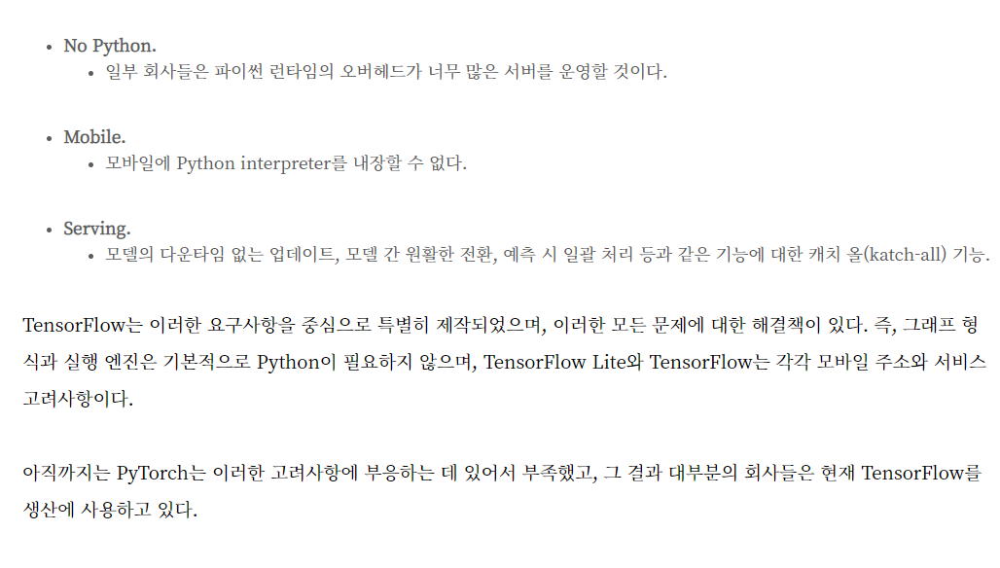 No Python.
일부 회사들은 파이썬 런타임의 오버헤드가 너무 많은 서버를 운영할 것이다.
Mobile.
모바일에 Python interpreter를 내장할 수 없다.
Serving.
모델의 다운타임 없는 업데이트, 모델 간 원활한 전환, 예측 시 일괄 처리 등과 같은 기능에 대한 캐치 올(katch-all) 기능.
TensorFlow는 이러한 요구사항을 중심으로 특별히 제작되었으며, 이러한 모든 문제에 대한 해결책이 있다. 즉, 그래프 형
식과 실행 엔진은 기본적으로 Python이 필요하지 않으며, TensorFlow Lite와 TensorFlow는 각각 모바일 주소와 서비스
고려사항이다.
아직까지는 PyTorch는 이러한 고려사항에 부응하는 데 있어서 부족했고, 그 결과 대부분의 회사들은 현재 TensorFlow를
생산에 사용하고 있다.